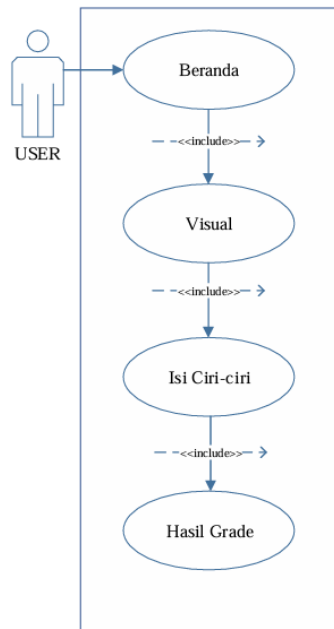 Beranda
USER
<<include>>
Visual
<<include>>
Isi Ciri-ciri
<<include>>
Hasil Grade